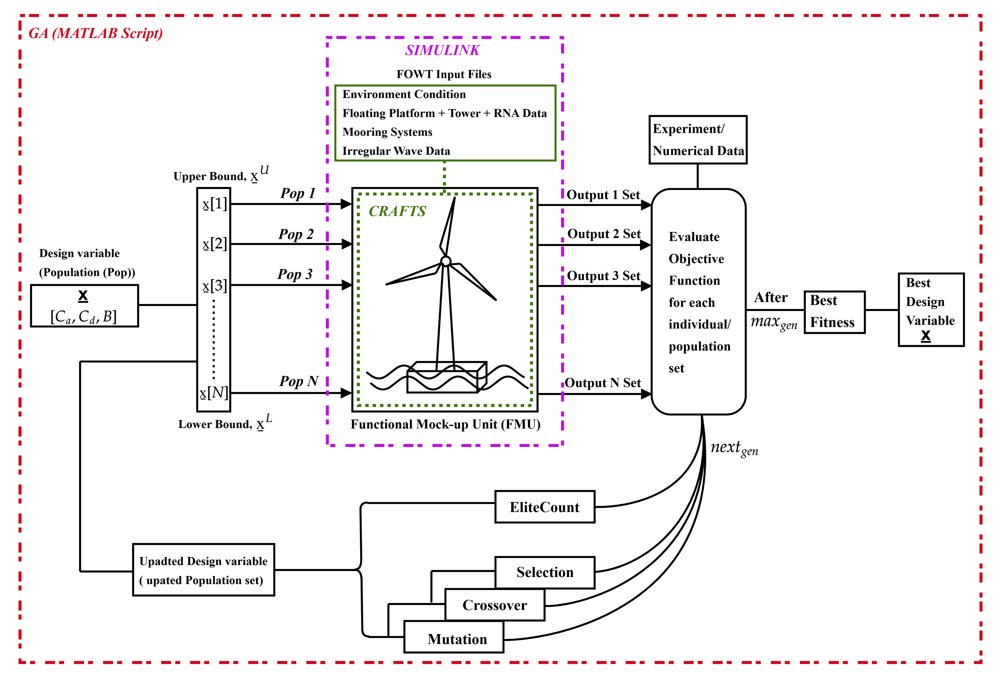 GA (MATLAB Script)
SIMULINK
FOWT Input Files
Environment Condition
Floating Platform + Tower + RNA Data
Mooring Systems
Irregular Wave Data
Experiment/
Numerical Data
Upper Bound, x^U
x[1]
x[2]
x[3]
x[N]
Lower Bound, x^L
Pop 1
Pop 2
Pop 3
Pop N
Design variable
(Population (Pop))
x
[C_a, C_d, B]
CRAFTS
Functional Mock-up Unit (FMU)
Output 1 Set
Output 2 Set
Output 3 Set
Output N Set
Evaluate
Objective
Function
for each
individual/
population
set
After
max_gen
Best
Fitness
Best
Design
Variable
x
next_gen
EliteCount
Selection
Crossover
Mutation
Upadted Design variable
( upated Population set)